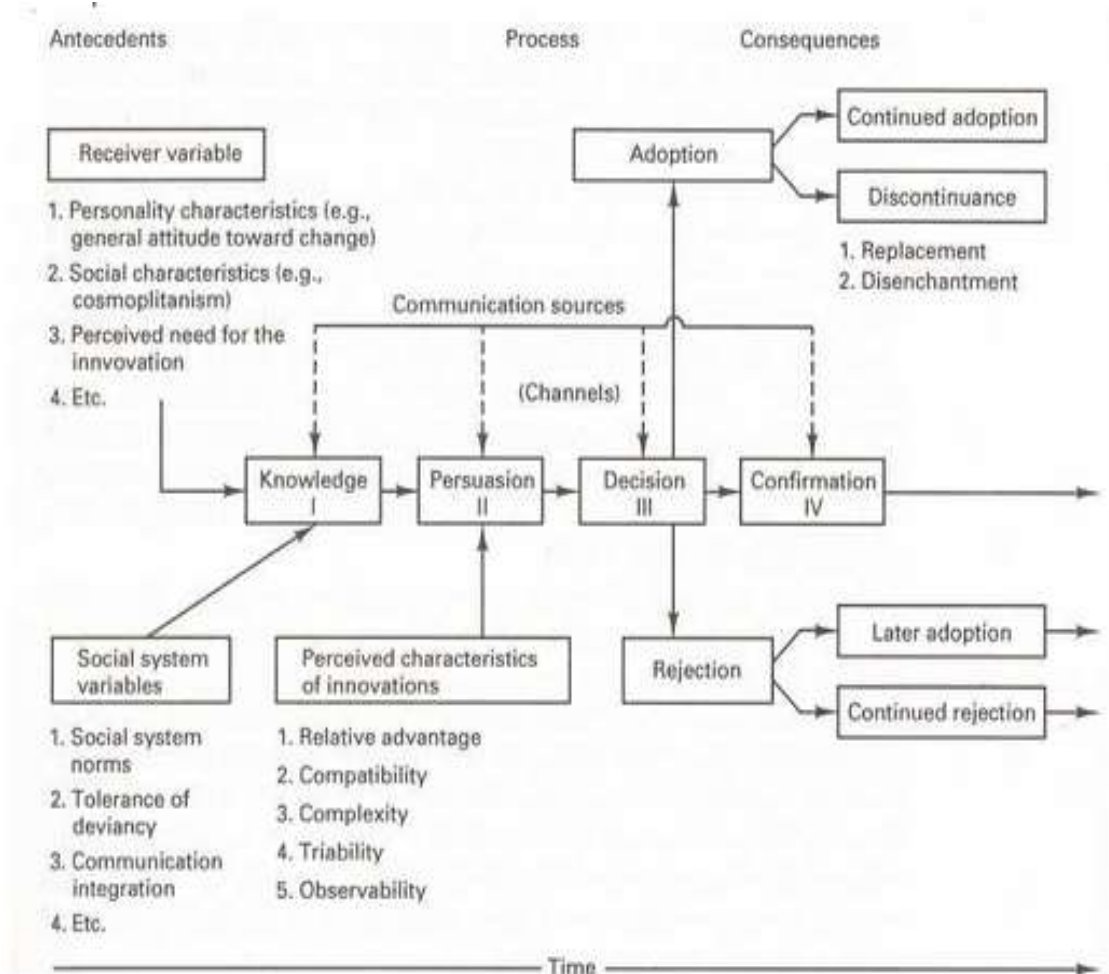 Antecedents
Process
Consequences
Receiver variable
1. Personality characteristics (e.g.,
general attitude toward change)
2. Social characteristics (e.g.,
cosmoplitanism)
3. Perceived need for the
innvovation
4. Etc.
Adoption
Continued adoption
Discontinuance
1. Replacement
2. Disenchantment
Communication sources
(Channels)
Knowledge
I
Persuasion
II
Decision
III
Confirmation
IV
Social system
variables
1. Social system
norms
2. Tolerance of
deviancy
3. Communication
integration
4. Etc.
Perceived characteristics
of innovations
1. Relative advantage
2. Compatibility
3. Complexity
4. Triability
5. Observability
Rejection
Later adoption
Continued rejection
Time